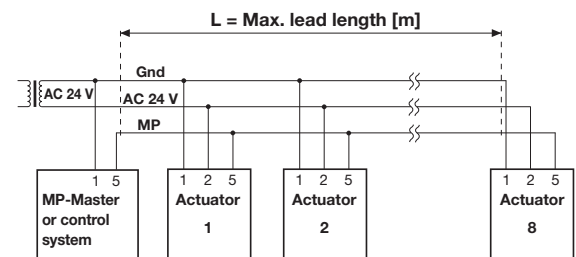 L = Max. lead length [m]
Gnd
AC 24 V
AC 24 V
MP
1 5
MP-Master
or control
system
1 2 5
Actuator
1
1 2 5
Actuator
2
1 2 5
Actuator
8